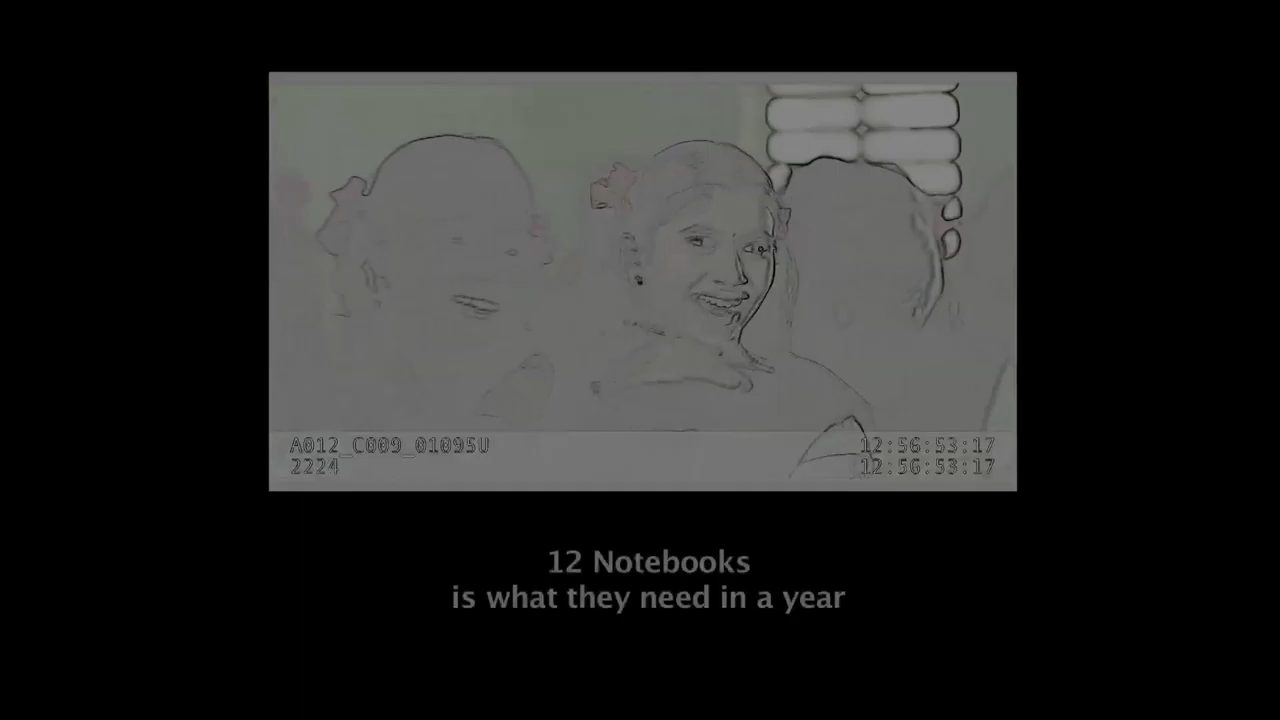 A012_C009_01095U
2224
12:56:53:17
12:56:53:17
12 Notebooks
is what they need in a year